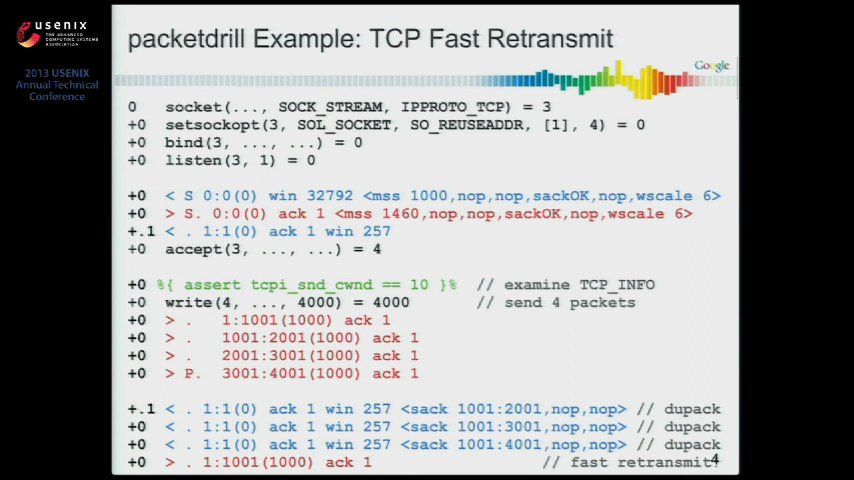 usenix
THE ADVANCED
COMPUTING SYSTEMS
ASSOCIATION
2013 USENIX
Annual Technical
Conference
packetdrill Example: TCP Fast Retransmit
Google
0 socket(..., SOCK_STREAM, IPPROTO_TCP) = 3
+0 setsockopt(3, SOL_SOCKET, SO_REUSEADDR, [1], 4) = 0
+0 bind(3, ..., ...) = 0
+0 listen(3, 1) = 0
+0 < S 0:0(0) win 32792 <mss 1000,nop,nop,sackOK,nop,wscale 6>
+0 > S. 0:0(0) ack 1 <mss 1460,nop,nop,sackOK,nop,wscale 6>
+.1 < . 1:1(0) ack 1 win 257
+0 accept(3, ..., ...) = 4
+0 %{ assert tcpi_snd_cwnd == 10 }% // examine TCP_INFO
+0 write(4, ..., 4000) = 4000 // send 4 packets
+0 > . 1:1001(1000) ack 1
+0 > . 1001:2001(1000) ack 1
+0 > . 2001:3001(1000) ack 1
+0 > P. 3001:4001(1000) ack 1
+.1 < . 1:1(0) ack 1 win 257 <sack 1001:2001,nop,nop> // dupack
+0 < . 1:1(0) ack 1 win 257 <sack 1001:3001,nop,nop> // dupack
+0 < . 1:1(0) ack 1 win 257 <sack 1001:4001,nop,nop> // dupack
+0 > . 1:1001(1000) ack 1 // fast retransmit!
4